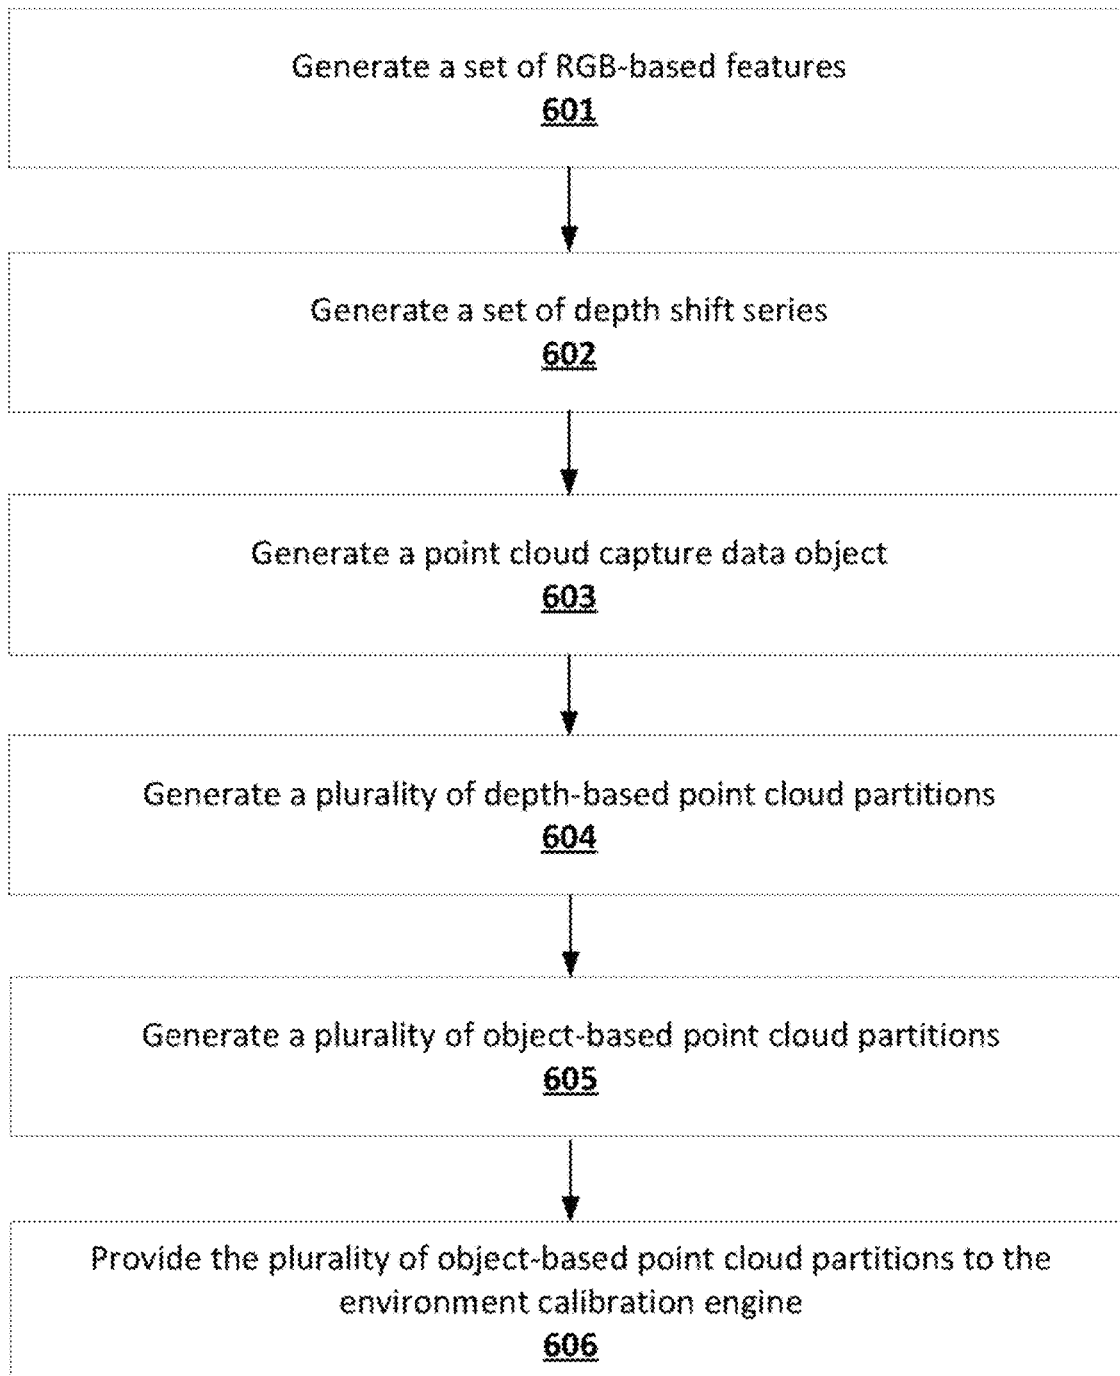 Generate a set of RGB-based features
601
Generate a set of depth shift series
602
Generate a point cloud capture data object
603
Generate a plurality of depth-based point cloud partitions
604
Generate a plurality of object-based point cloud partitions
605
Provide the plurality of object-based point cloud partitions to the
environment calibration engine
606